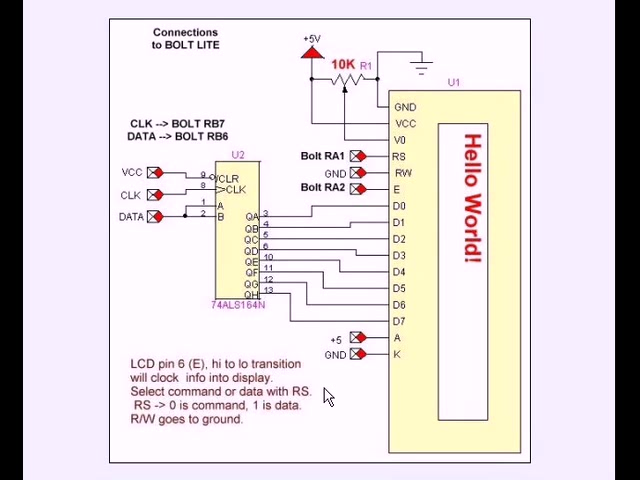 Connections
to BOLT LITE
+5V
10K R1
U1
CLK --> BOLT RB7
DATA --> BOLT RB6
GND
VCC
V0
Bolt RA1 RS
GND RW
Bolt RA2 E
U2
VCC 9 /CLR
CLK 8 CLK
1 A
DATA 2 B
QA 3 D0
QB 4 D1
QC 5 D2
QD 6 D3
QE 10 D4
QF 11 D5
QG 12 D6
QH 13 D7
74ALS164N
+5 A
GND K
Hello World!
LCD pin 6 (E), hi to lo transition
will clock info into display.
Select command or data with RS.
RS -> 0 is command, 1 is data.
R/W goes to ground.